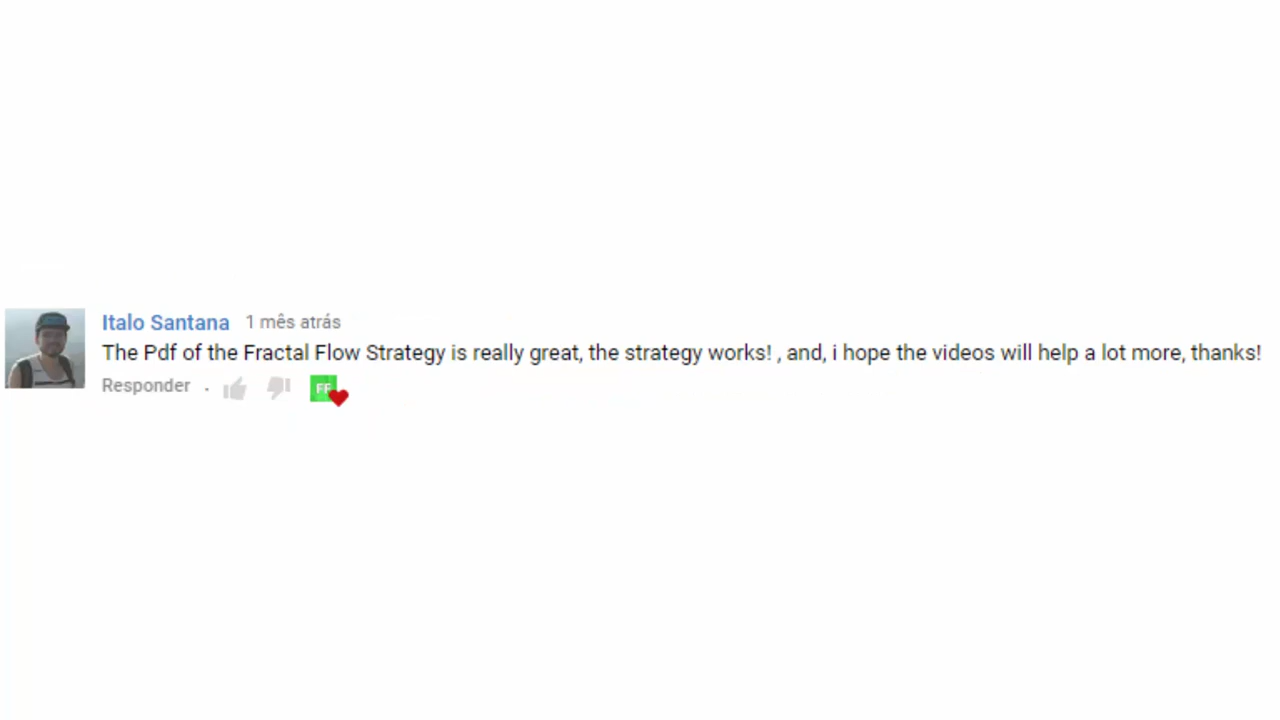 Italo Santana 1 mês atrás
The Pdf of the Fractal Flow Strategy is really great, the strategy works! , and, i hope the videos will help a lot more, thanks!
Responder .
FF